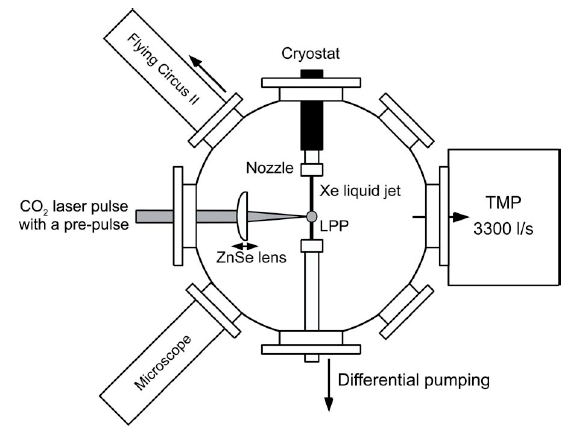 Flying Circus II
Cryostat
Nozzle
Xe liquid jet
CO₂ laser pulse
with a pre-pulse
LPP
ZnSe lens
TMP
3300 l/s
Microscope
Differential pumping